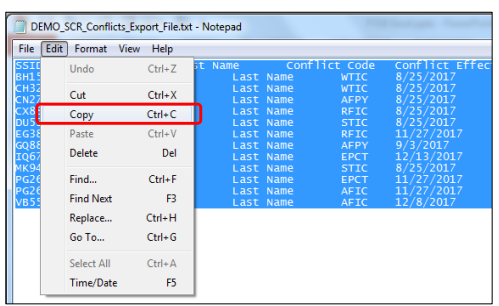 DEMO_SCR_Conflicts_Export_File.txt - Notepad
File Edit Format View Help
SSID st Name Conflict Code Conflict Effec
BH15 Last Name WTIC 8/25/2017
CH32 Last Name WTIC 8/25/2017
CN27 Last Name AFPY 8/25/2017
CX83 Last Name RFIC 8/25/2017
DU5 Last Name STIC 8/25/2017
EG38 Last Name RFIC 11/27/2017
GQ88 Last Name AFPY 9/3/2017
IQ67 Last Name EPCT 12/13/2017
MK94 Last Name STIC 8/25/2017
PG26 Last Name EPCT 11/27/2017
PG26 Last Name AFIC 11/27/2017
VB55 Last Name AFIC 12/8/2017
Undo Ctrl+Z
Cut Ctrl+X
Copy Ctrl+C
Paste Ctrl+V
Delete Del
Find... Ctrl+F
Find Next F3
Replace... Ctrl+H
Go To... Ctrl+G
Select All Ctrl+A
Time/Date F5